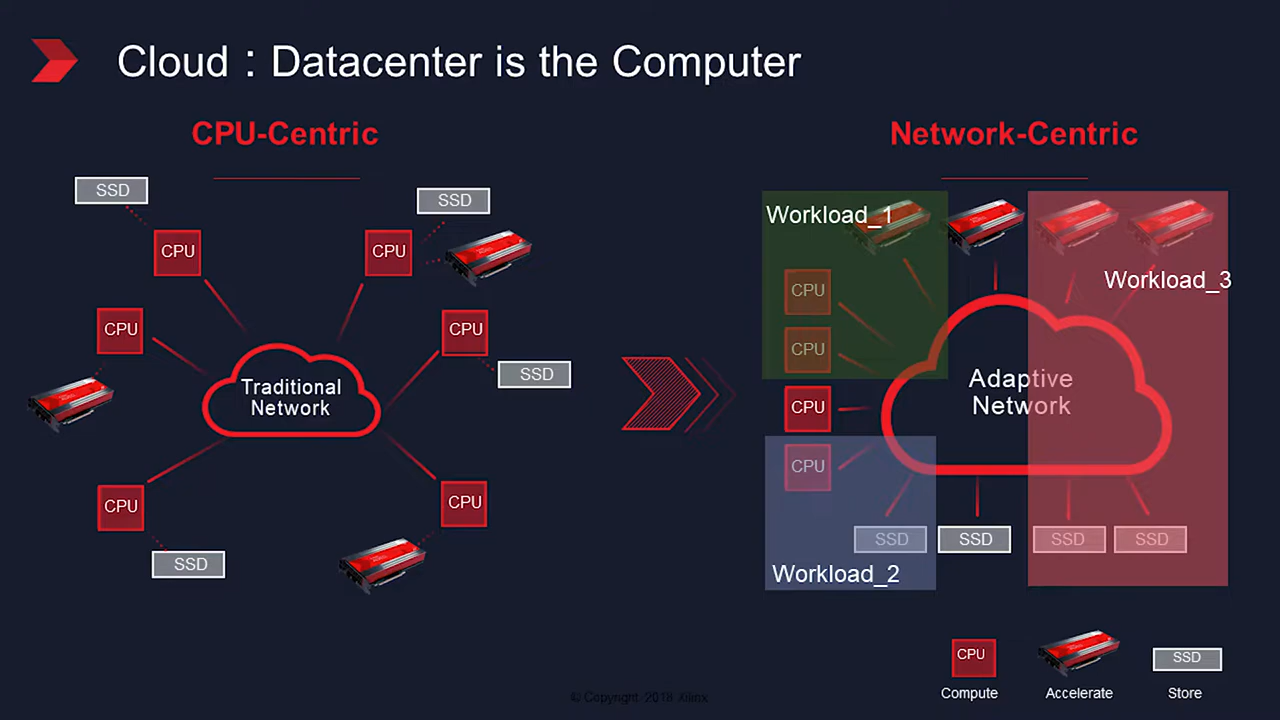 Cloud : Datacenter is the Computer
CPU-Centric
Network-Centric
SSD
SSD
CPU
CPU
CPU
CPU
SSD
Traditional
Network
CPU
CPU
SSD
Workload_1
Workload_3
CPU
CPU
CPU
CPU
Adaptive
Network
SSD
SSD
SSD
SSD
Workload_2
CPU
SSD
Compute
Accelerate
Store
© Copyright 2018 Xilinx